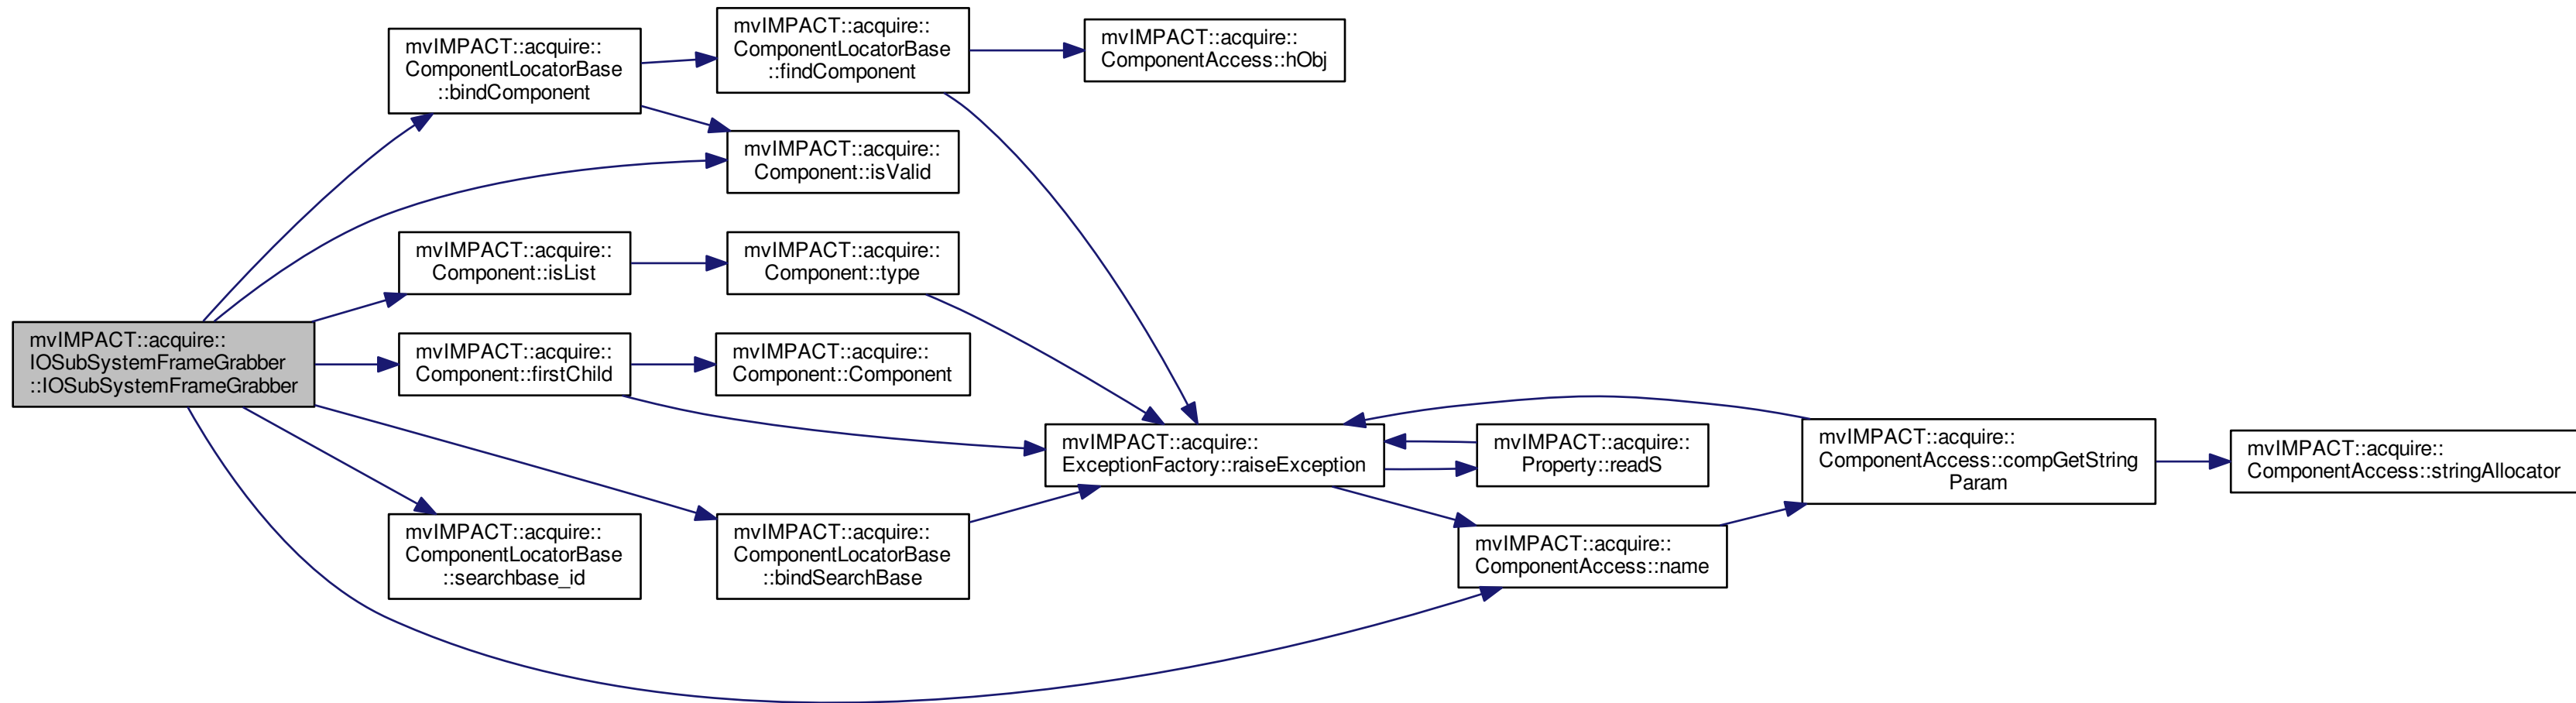 mvIMPACT::acquire::
IOSubSystemFrameGrabber
::IOSubSystemFrameGrabber
mvIMPACT::acquire::
ComponentLocatorBase
::bindComponent
mvIMPACT::acquire::
ComponentLocatorBase
::findComponent
mvIMPACT::acquire::
ComponentAccess::hObj
mvIMPACT::acquire::
Component::isValid
mvIMPACT::acquire::
Component::isList
mvIMPACT::acquire::
Component::type
mvIMPACT::acquire::
Component::firstChild
mvIMPACT::acquire::
Component::Component
mvIMPACT::acquire::
ComponentLocatorBase
::searchbase_id
mvIMPACT::acquire::
ComponentLocatorBase
::bindSearchBase
mvIMPACT::acquire::
ExceptionFactory::raiseException
mvIMPACT::acquire::
Property::readS
mvIMPACT::acquire::
ComponentAccess::name
mvIMPACT::acquire::
ComponentAccess::compGetString
Param
mvIMPACT::acquire::
ComponentAccess::stringAllocator